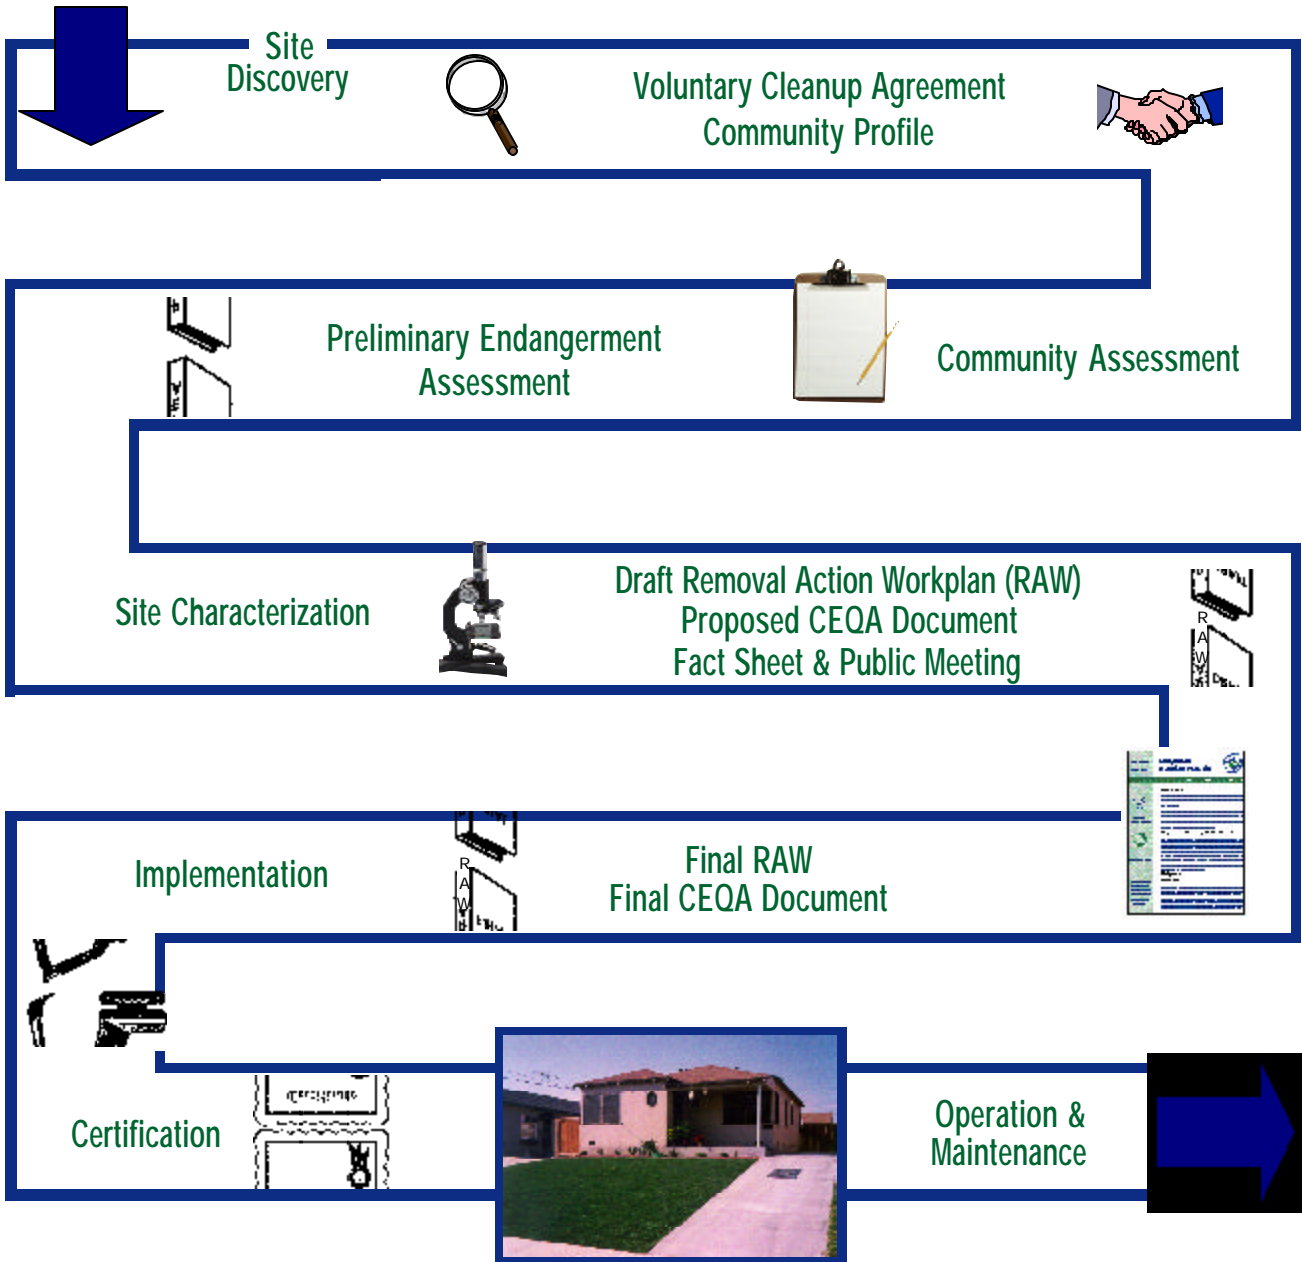 Site
Discovery
Voluntary Cleanup Agreement
Community Profile
Community Assessment
Preliminary Endangerment
Assessment
Site Characterization
Draft Removal Action Workplan (RAW)
Proposed CEQA Document
Fact Sheet & Public Meeting
R
A
W
Final RAW
Final CEQA Document
R
A
W
Implementation
Certification
Operation &
Maintenance